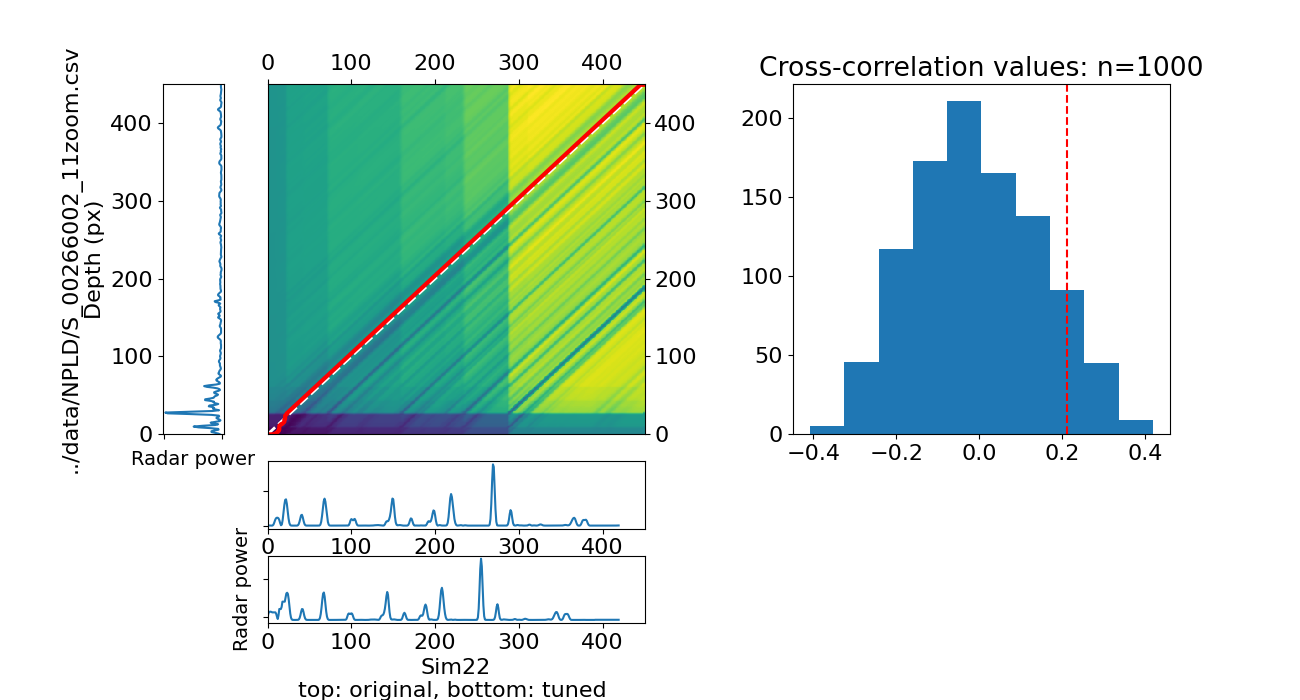 Cross-correlation values: n=1000
0 100 200 300 400
../data/NPLD/S_00266002_11zoom.csv
Depth (px)
400
300
200
100
0
400
300
200
100
0
200
150
100
50
0
−0.4 −0.2 0.0 0.2 0.4
Radar power
0 100 200 300 400
Radar power
0 100 200 300 400
Sim22
top: original, bottom: tuned